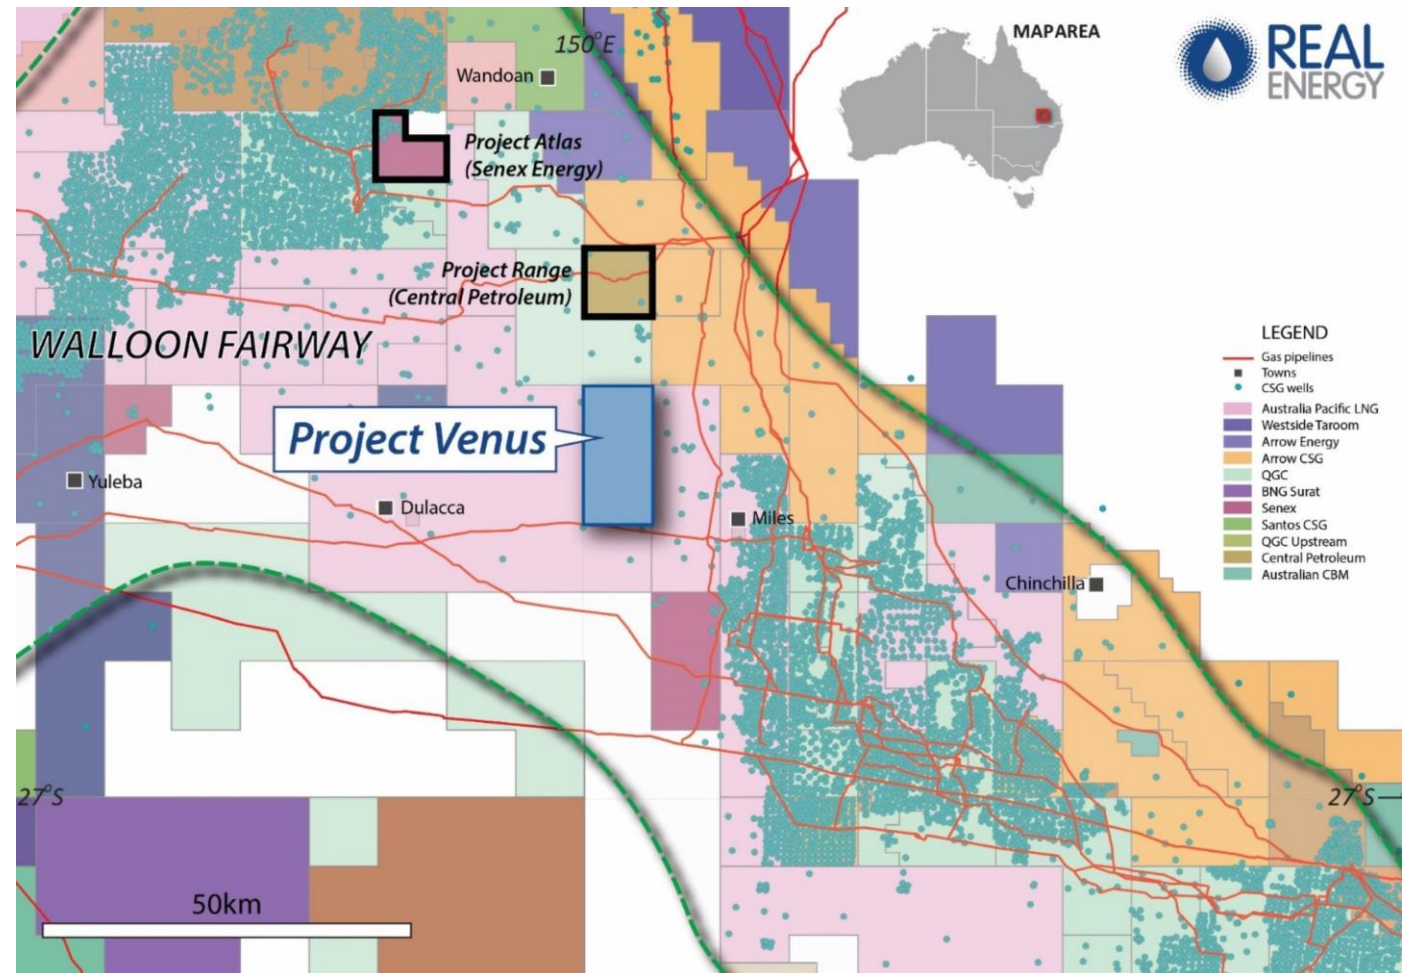 150°E
MAPAREA
REAL
ENERGY
Wandoan
Project Atlas
(Senex Energy)
Project Range
(Central Petroleum)
WALLOON FAIRWAY
LEGEND
Gas pipelines
Towns
CSG wells
Australia Pacific LNG
Westside Taroom
Arrow Energy
Arrow CSG
QGC
BNG Surat
Senex
Santos CSG
QGC Upstream
Central Petroleum
Australian CBM
Project Venus
Yuleba
Dulacca
Miles
Chinchilla
27°S
27°S
50km